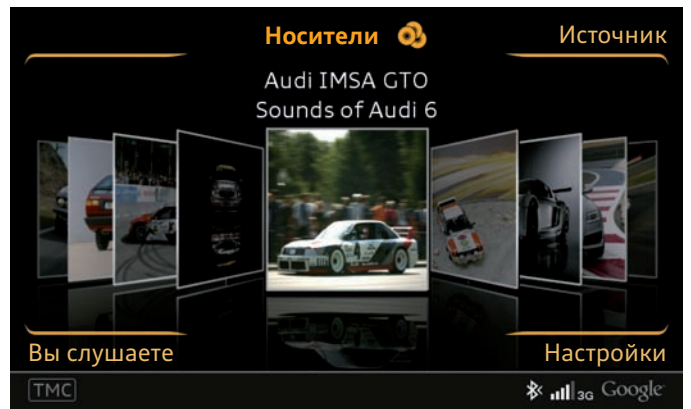 Носители
Источник
Audi IMSA GTO
Sounds of Audi 6
Вы слушаете
Настройки
TMC
3G Google